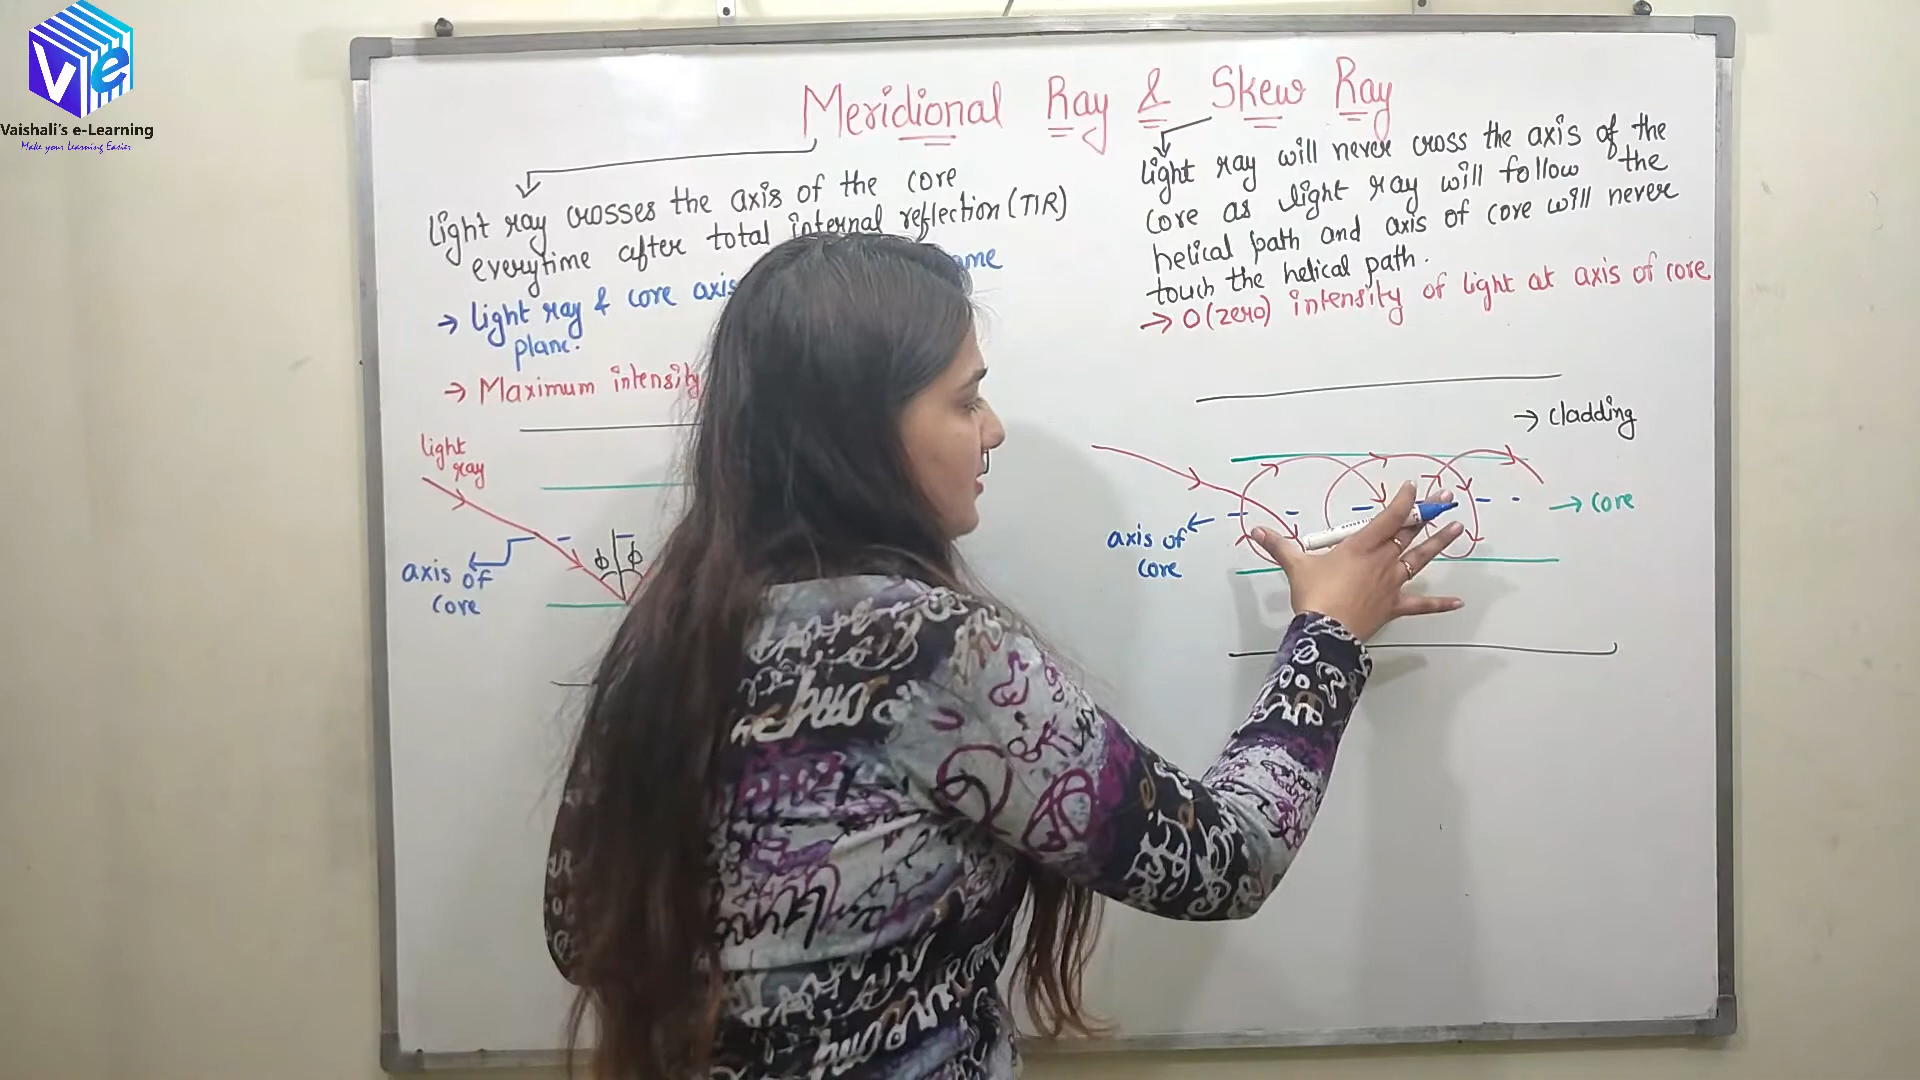 Ve
Vaishali's e-Learning
Make your Learning Easier
Meridional Ray & Skew Ray
light ray crosses the axis of the core
everytime after total internal reflection (TIR)
→ light ray & core axis
plane.
→ Maximum intensity
light
ray
axis of
core
ϕ ϕ
light ray will never cross the axis of the
core as light ray will follow the
helical path and axis of core will never
touch the helical path.
→ 0 (zero) intensity of light at axis of core
→ cladding
→ core
axis of
core